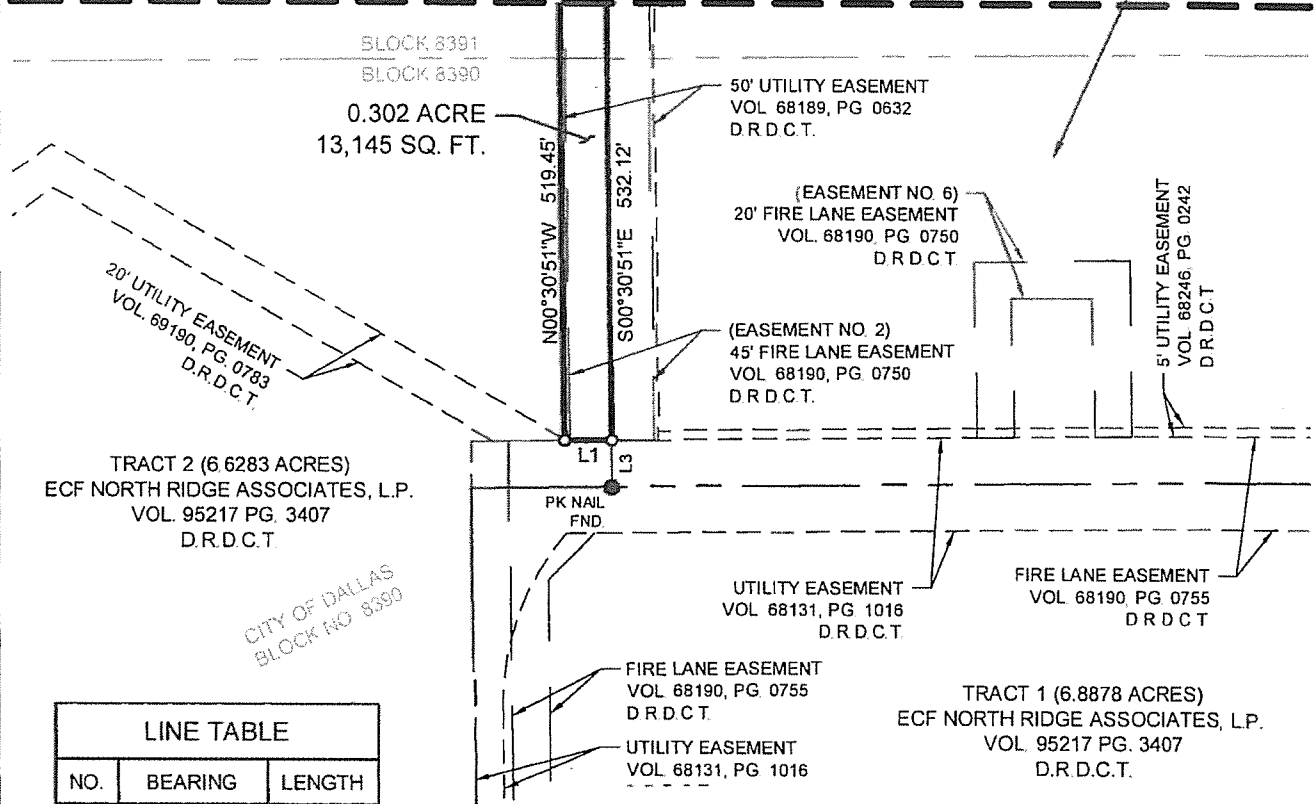 BLOCK 8391
BLOCK 8390
0.302 ACRE
13,145 SQ. FT.
50' UTILITY EASEMENT
VOL 68189, PG 0632
D.R.D.C.T.
N00°30'51"W 519.45'
S00°30'51"E 532.12'
(EASEMENT NO. 6)
20' FIRE LANE EASEMENT
VOL. 68190, PG 0750
D.R.D.C.T.
5' UTILITY EASEMENT
VOL 68246, PG. 0242
D.R.D.C.T
20' UTILITY EASEMENT
VOL. 69190, PG. 0783
D.R.D.C.T.
(EASEMENT NO. 2)
45' FIRE LANE EASEMENT
VOL 68190, PG 0750
D.R.D.C.T.
L1
L3
PK NAIL
FND.
TRACT 2 (6.6283 ACRES)
ECF NORTH RIDGE ASSOCIATES, L.P.
VOL. 95217 PG. 3407
D.R.D.C.T.
CITY OF DALLAS
BLOCK NO 8390
UTILITY EASEMENT
VOL 68131, PG 1016
D.R.D.C.T.
FIRE LANE EASEMENT
VOL. 68190, PG 0755
D.R.D.C.T
FIRE LANE EASEMENT
VOL 68190, PG 0755
D.R.D.C.T.
UTILITY EASEMENT
VOL 68131, PG 1016
TRACT 1 (6.8878 ACRES)
ECF NORTH RIDGE ASSOCIATES, L.P.
VOL. 95217 PG. 3407
D.R.D.C.T.
LINE TABLE
NO. BEARING LENGTH